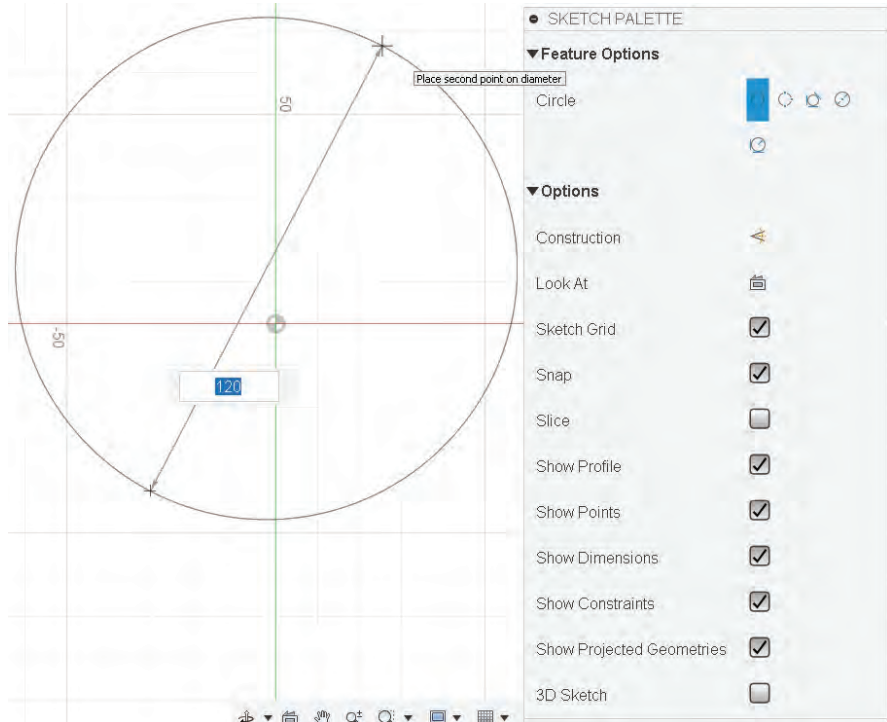 SKETCH PALETTE
Feature Options
Place second point on diameter
Circle
50
Options
Construction
Look At
Sketch Grid
-50
Snap
120
Slice
Show Profile
Show Points
Show Dimensions
Show Constraints
Show Projected Geometries
3D Sketch